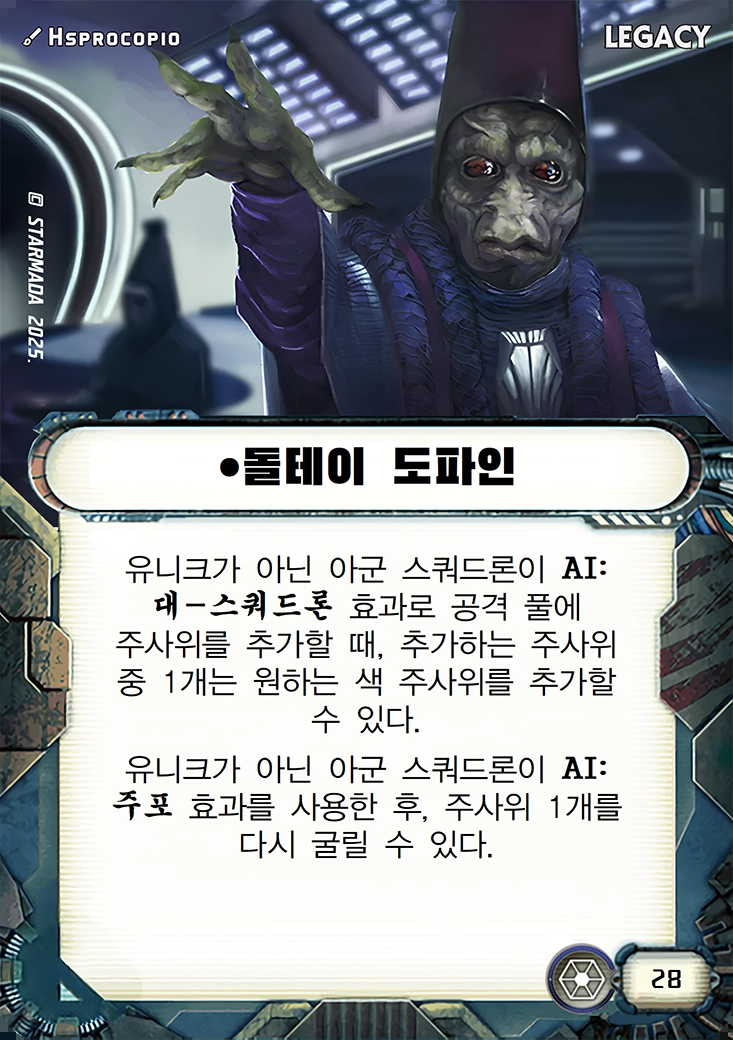 Hsprocopio
LEGACY
© STARMADA 2025.
•돌테이 도파인
유니크가 아닌 아군 스쿼드론이 AI:
대-스쿼드론 효과로 공격 풀에
주사위를 추가할 때, 추가하는 주사위
중 1개는 원하는 색 주사위를 추가할
수 있다.
유니크가 아닌 아군 스쿼드론이 AI:
주포 효과를 사용한 후, 주사위 1개를
다시 굴릴 수 있다.
28